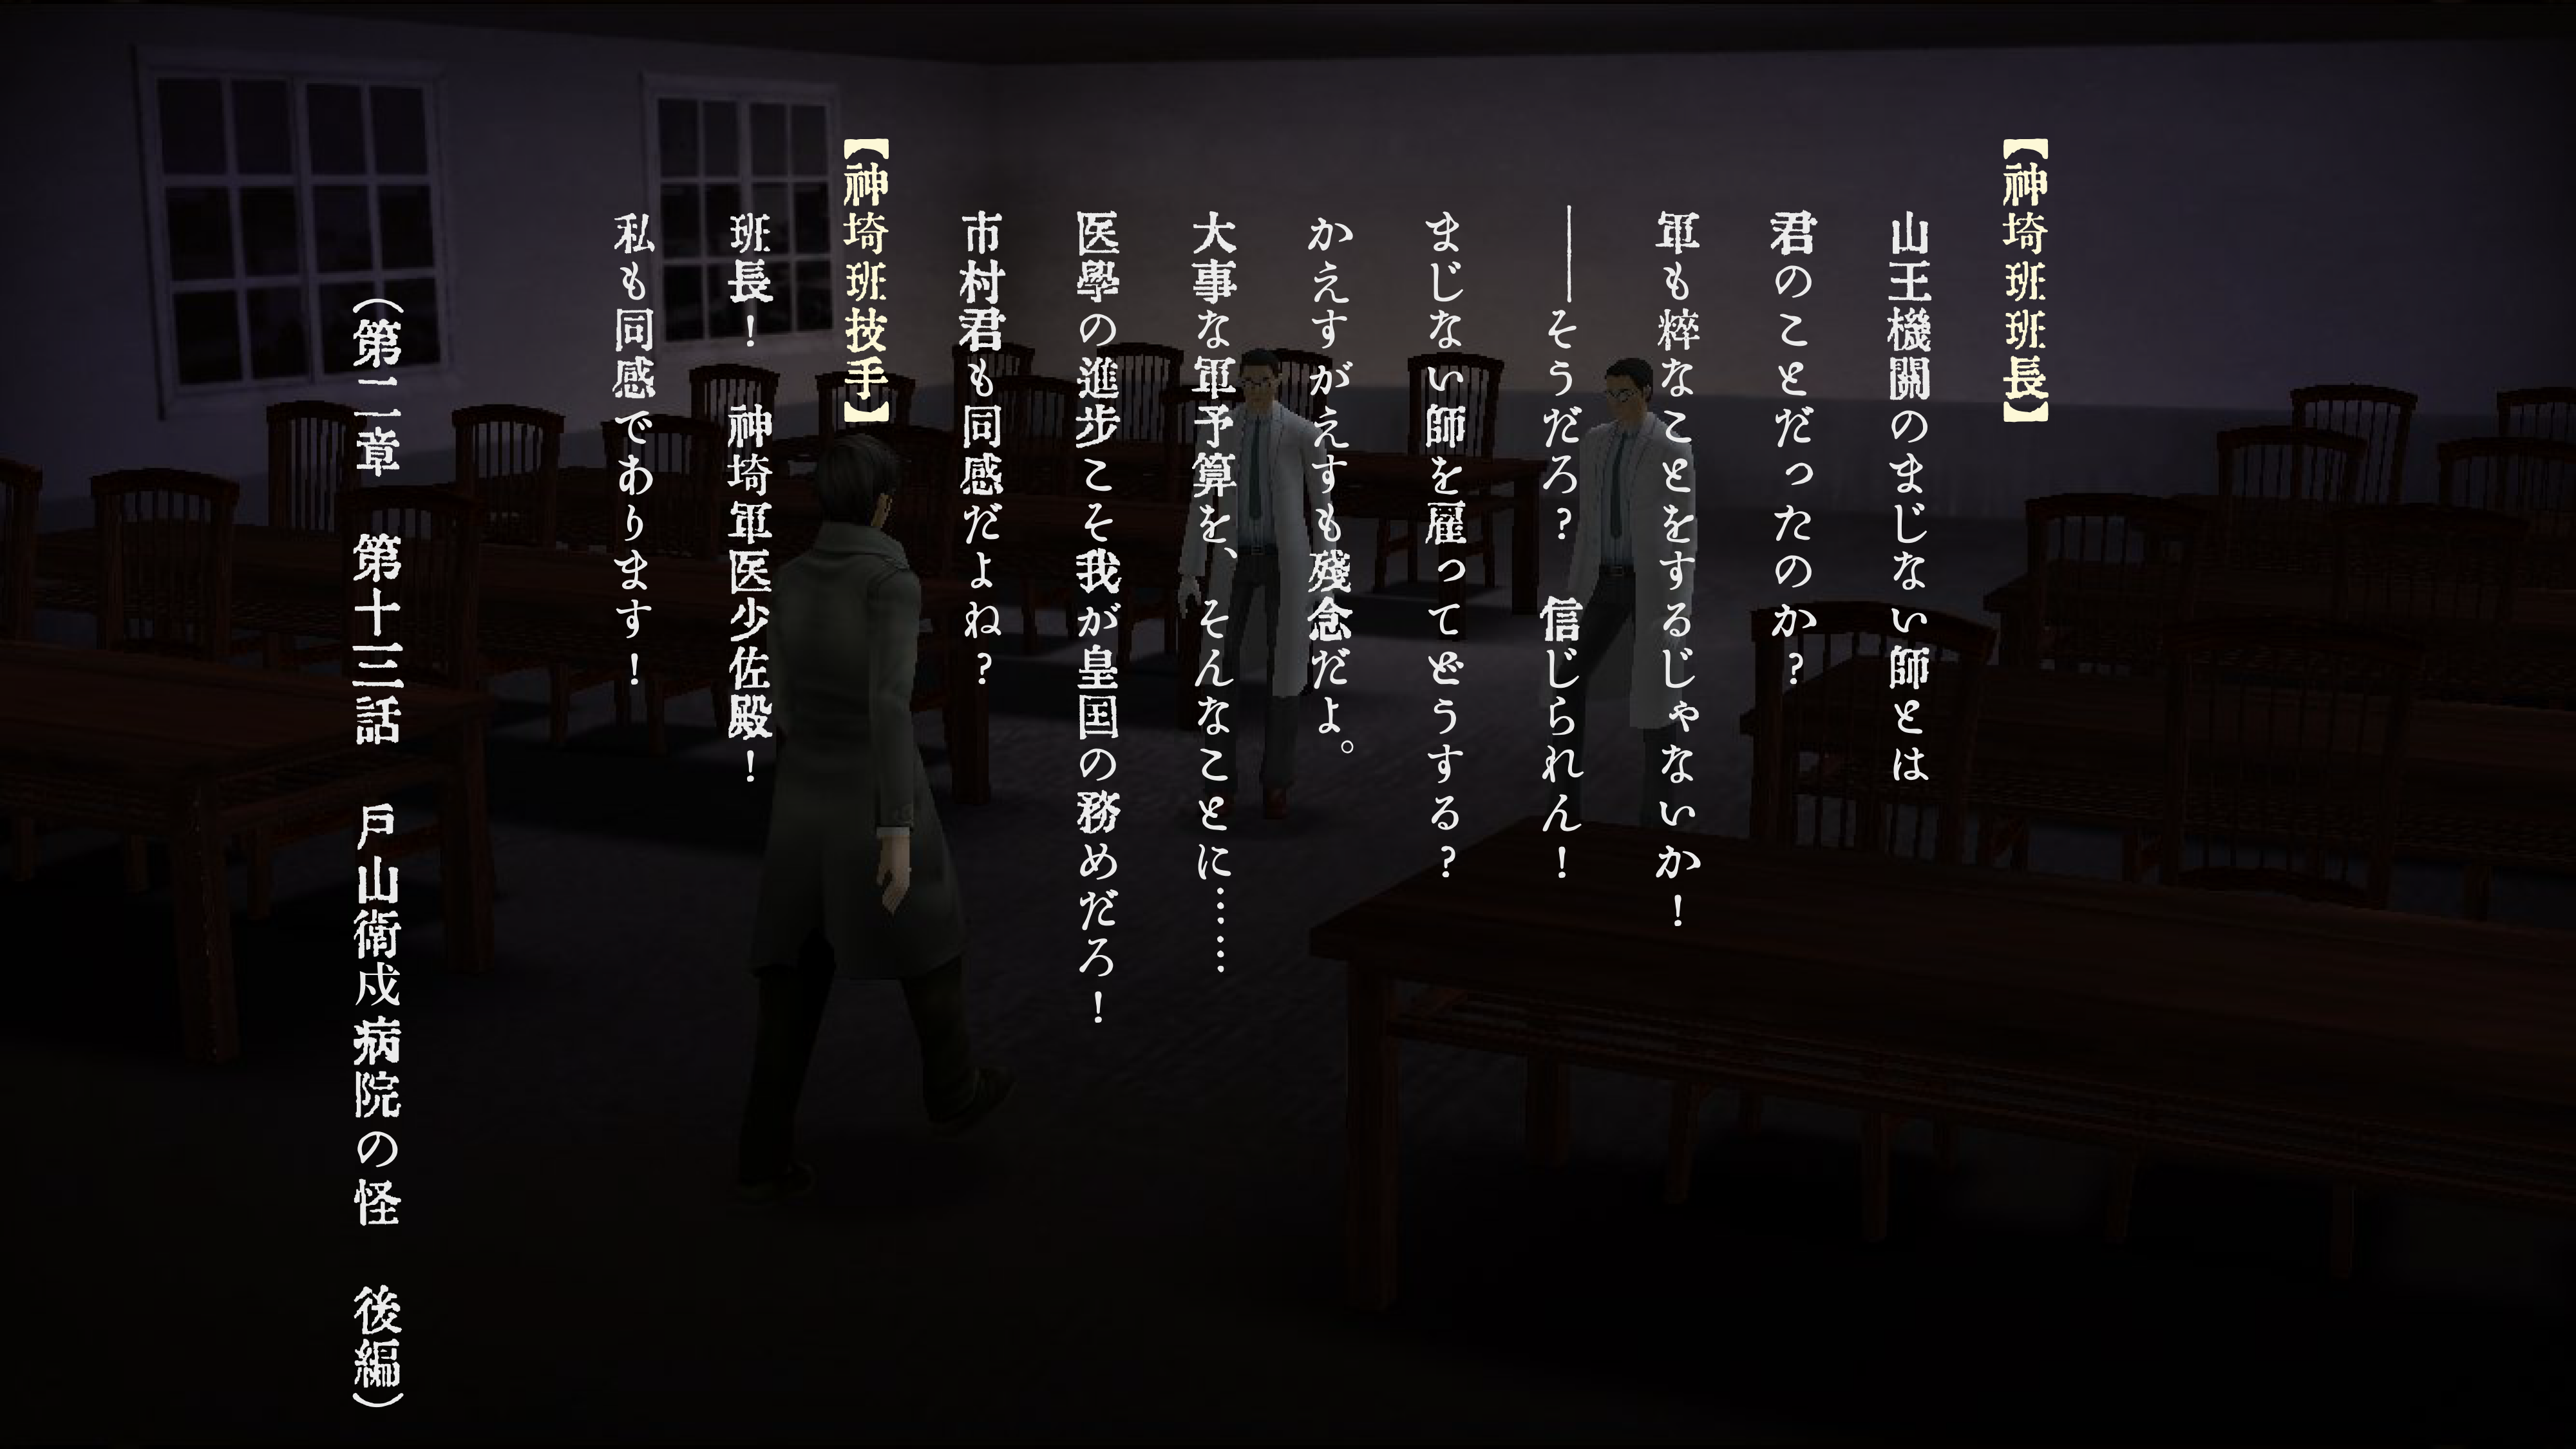 【神埼班班長】
山王機關のまじない師とは
君のことだったのか?
軍も粹なことをするじゃないか!
――そうだろ? 信じられん!
まじない師を雇ってどうする?
かえすがえすも殘念だよ。
大事な軍予算を、そんなことに……
医學の進步こそ我が皇国の務めだろ!
市村君も同感だよね?
【神埼班技手】
班長! 神埼軍医少佐殿!
私も同感であります!
(第二章 第十三話 戸山衛戍病院の怪 後編)